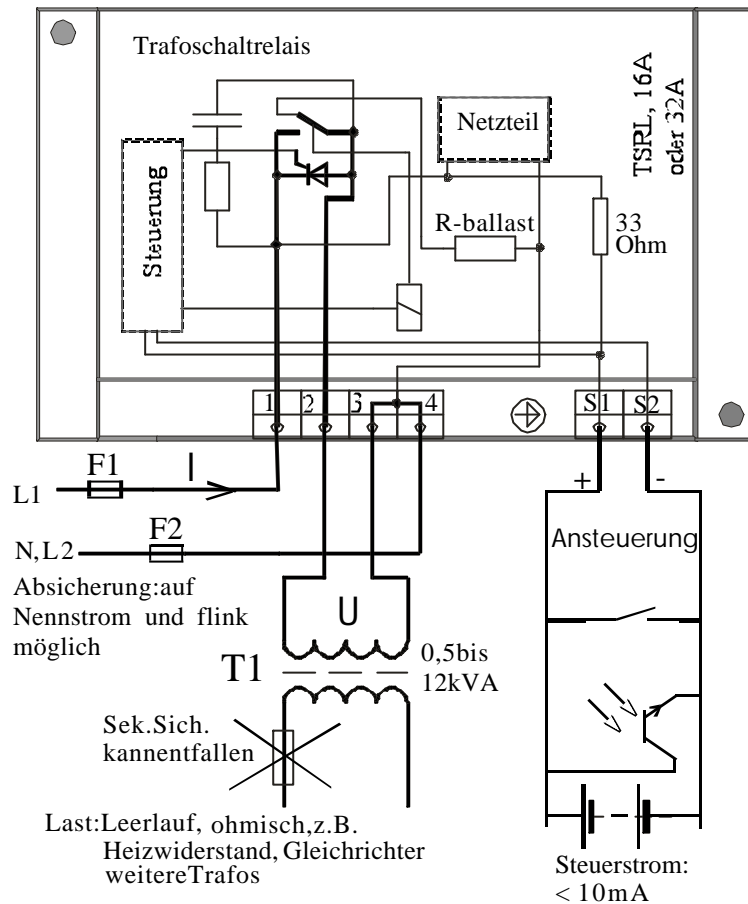 Trafoschaltrelais
TSRL, 16A
oder 32A
Netzteil
Steuerung
R-ballast
33
Ohm
1
2
3
4
S1
S2
F1
I
L1
+
-
F2
N,L2
Ansteuerung
Absicherung:auf
Nennstrom und flink
möglich
U
T1
0,5bis
12kVA
Sek.Sich.
kannentfallen
Last:Leerlauf, ohmisch,z.B.
Heizwiderstand, Gleichrichter
weitereTrafos
Steuerstrom:
< 10mA